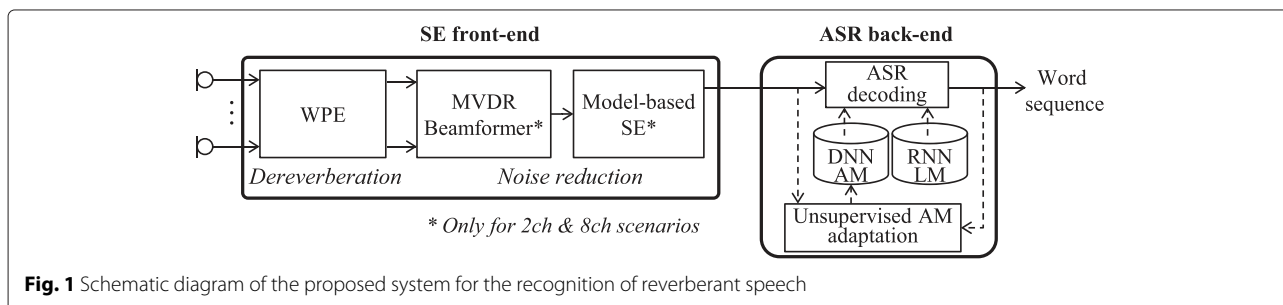 SE front-end
ASR back-end
WPE
MVDR
Beamformer*
Model-based
SE*
Dereverberation
Noise reduction
* Only for 2ch & 8ch scenarios
ASR
decoding
Word
sequence
DNN
AM
RNN
LM
Unsupervised AM
adaptation
Fig. 1 Schematic diagram of the proposed system for the recognition of reverberant speech